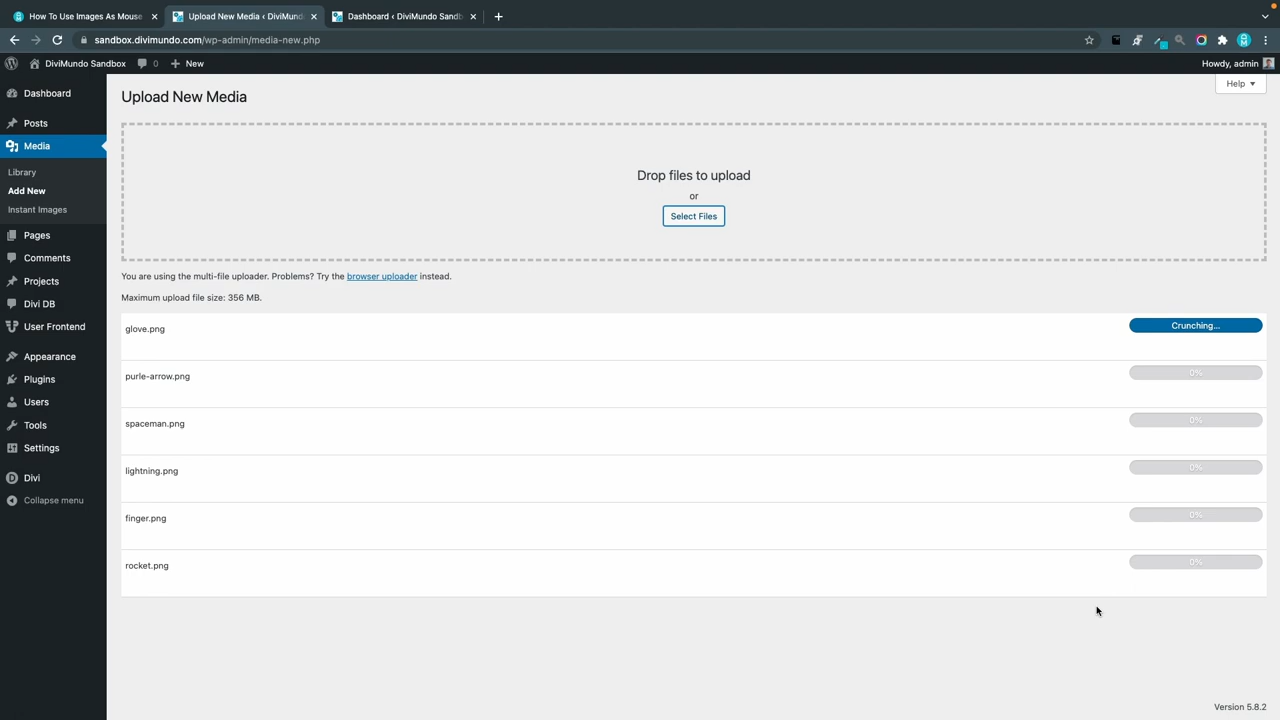 How To Use Images As Mouse
Upload New Media ‹ DiviMundo
Dashboard ‹ DiviMundo Sandb
sandbox.divimundo.com/wp-admin/media-new.php
DiviMundo Sandbox
0
New
Howdy, admin
Dashboard
Posts
Media
Library
Add New
Instant Images
Pages
Comments
Projects
Divi DB
User Frontend
Appearance
Plugins
Users
Tools
Settings
Divi
Collapse menu
Help
Upload New Media
Drop files to upload
or
Select Files
You are using the multi-file uploader. Problems? Try the browser uploader instead.
Maximum upload file size: 356 MB.
glove.png
Crunching...
purle-arrow.png
0%
spaceman.png
0%
lightning.png
0%
finger.png
0%
rocket.png
0%
Version 5.8.2